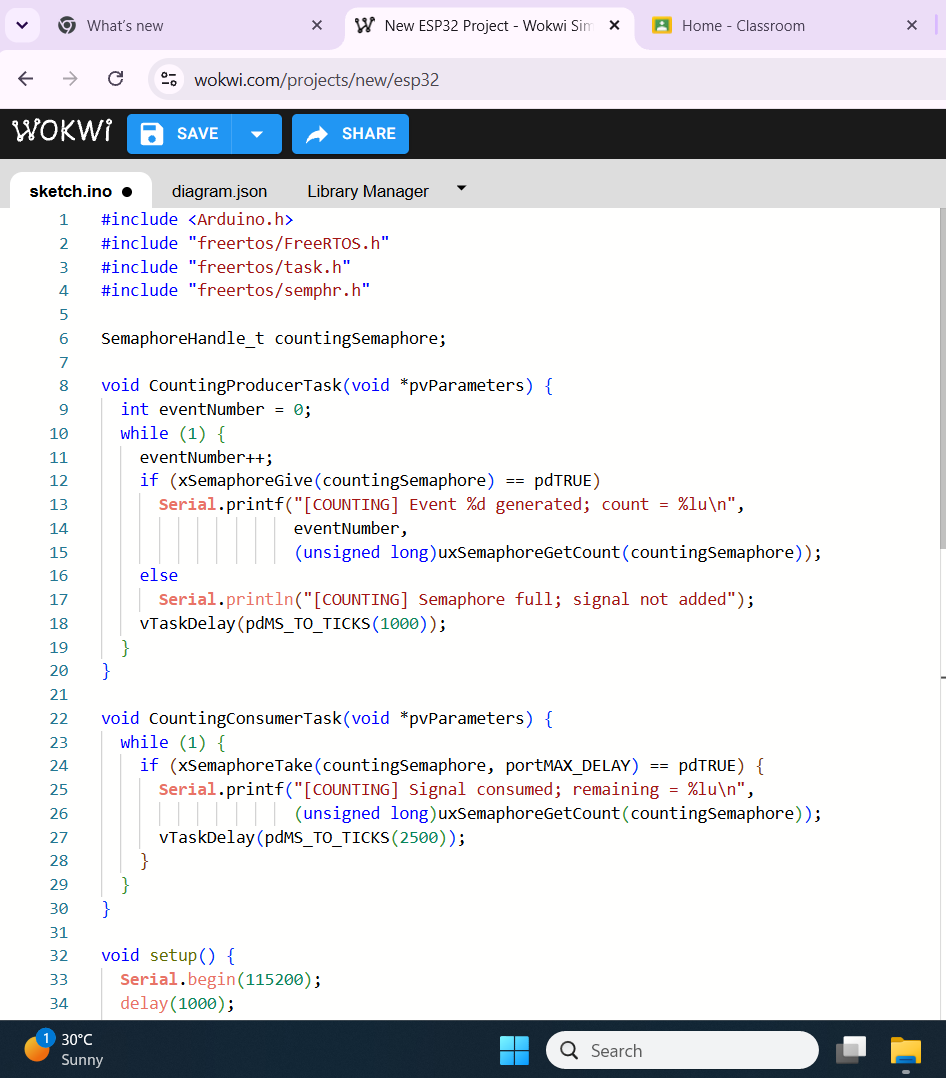 What's new
New ESP32 Project - Wokwi Sim
Home - Classroom
wokwi.com/projects/new/esp32
WOKWI SAVE SHARE
sketch.ino ● diagram.json Library Manager
1 #include <Arduino.h>
2 #include "freertos/FreeRTOS.h"
3 #include "freertos/task.h"
4 #include "freertos/semphr.h"
5
6 SemaphoreHandle_t countingSemaphore;
7
8 void CountingProducerTask(void *pvParameters) {
9   int eventNumber = 0;
10   while (1) {
11     eventNumber++;
12     if (xSemaphoreGive(countingSemaphore) == pdTRUE)
13       Serial.printf("[COUNTING] Event %d generated; count = %lu\n",
14                     eventNumber,
15                     (unsigned long)uxSemaphoreGetCount(countingSemaphore));
16     else
17       Serial.println("[COUNTING] Semaphore full; signal not added");
18     vTaskDelay(pdMS_TO_TICKS(1000));
19   }
20 }
21
22 void CountingConsumerTask(void *pvParameters) {
23   while (1) {
24     if (xSemaphoreTake(countingSemaphore, portMAX_DELAY) == pdTRUE) {
25       Serial.printf("[COUNTING] Signal consumed; remaining = %lu\n",
26                     (unsigned long)uxSemaphoreGetCount(countingSemaphore));
27       vTaskDelay(pdMS_TO_TICKS(2500));
28     }
29   }
30 }
31
32 void setup() {
33   Serial.begin(115200);
34   delay(1000);
1
30°C
Sunny
Search